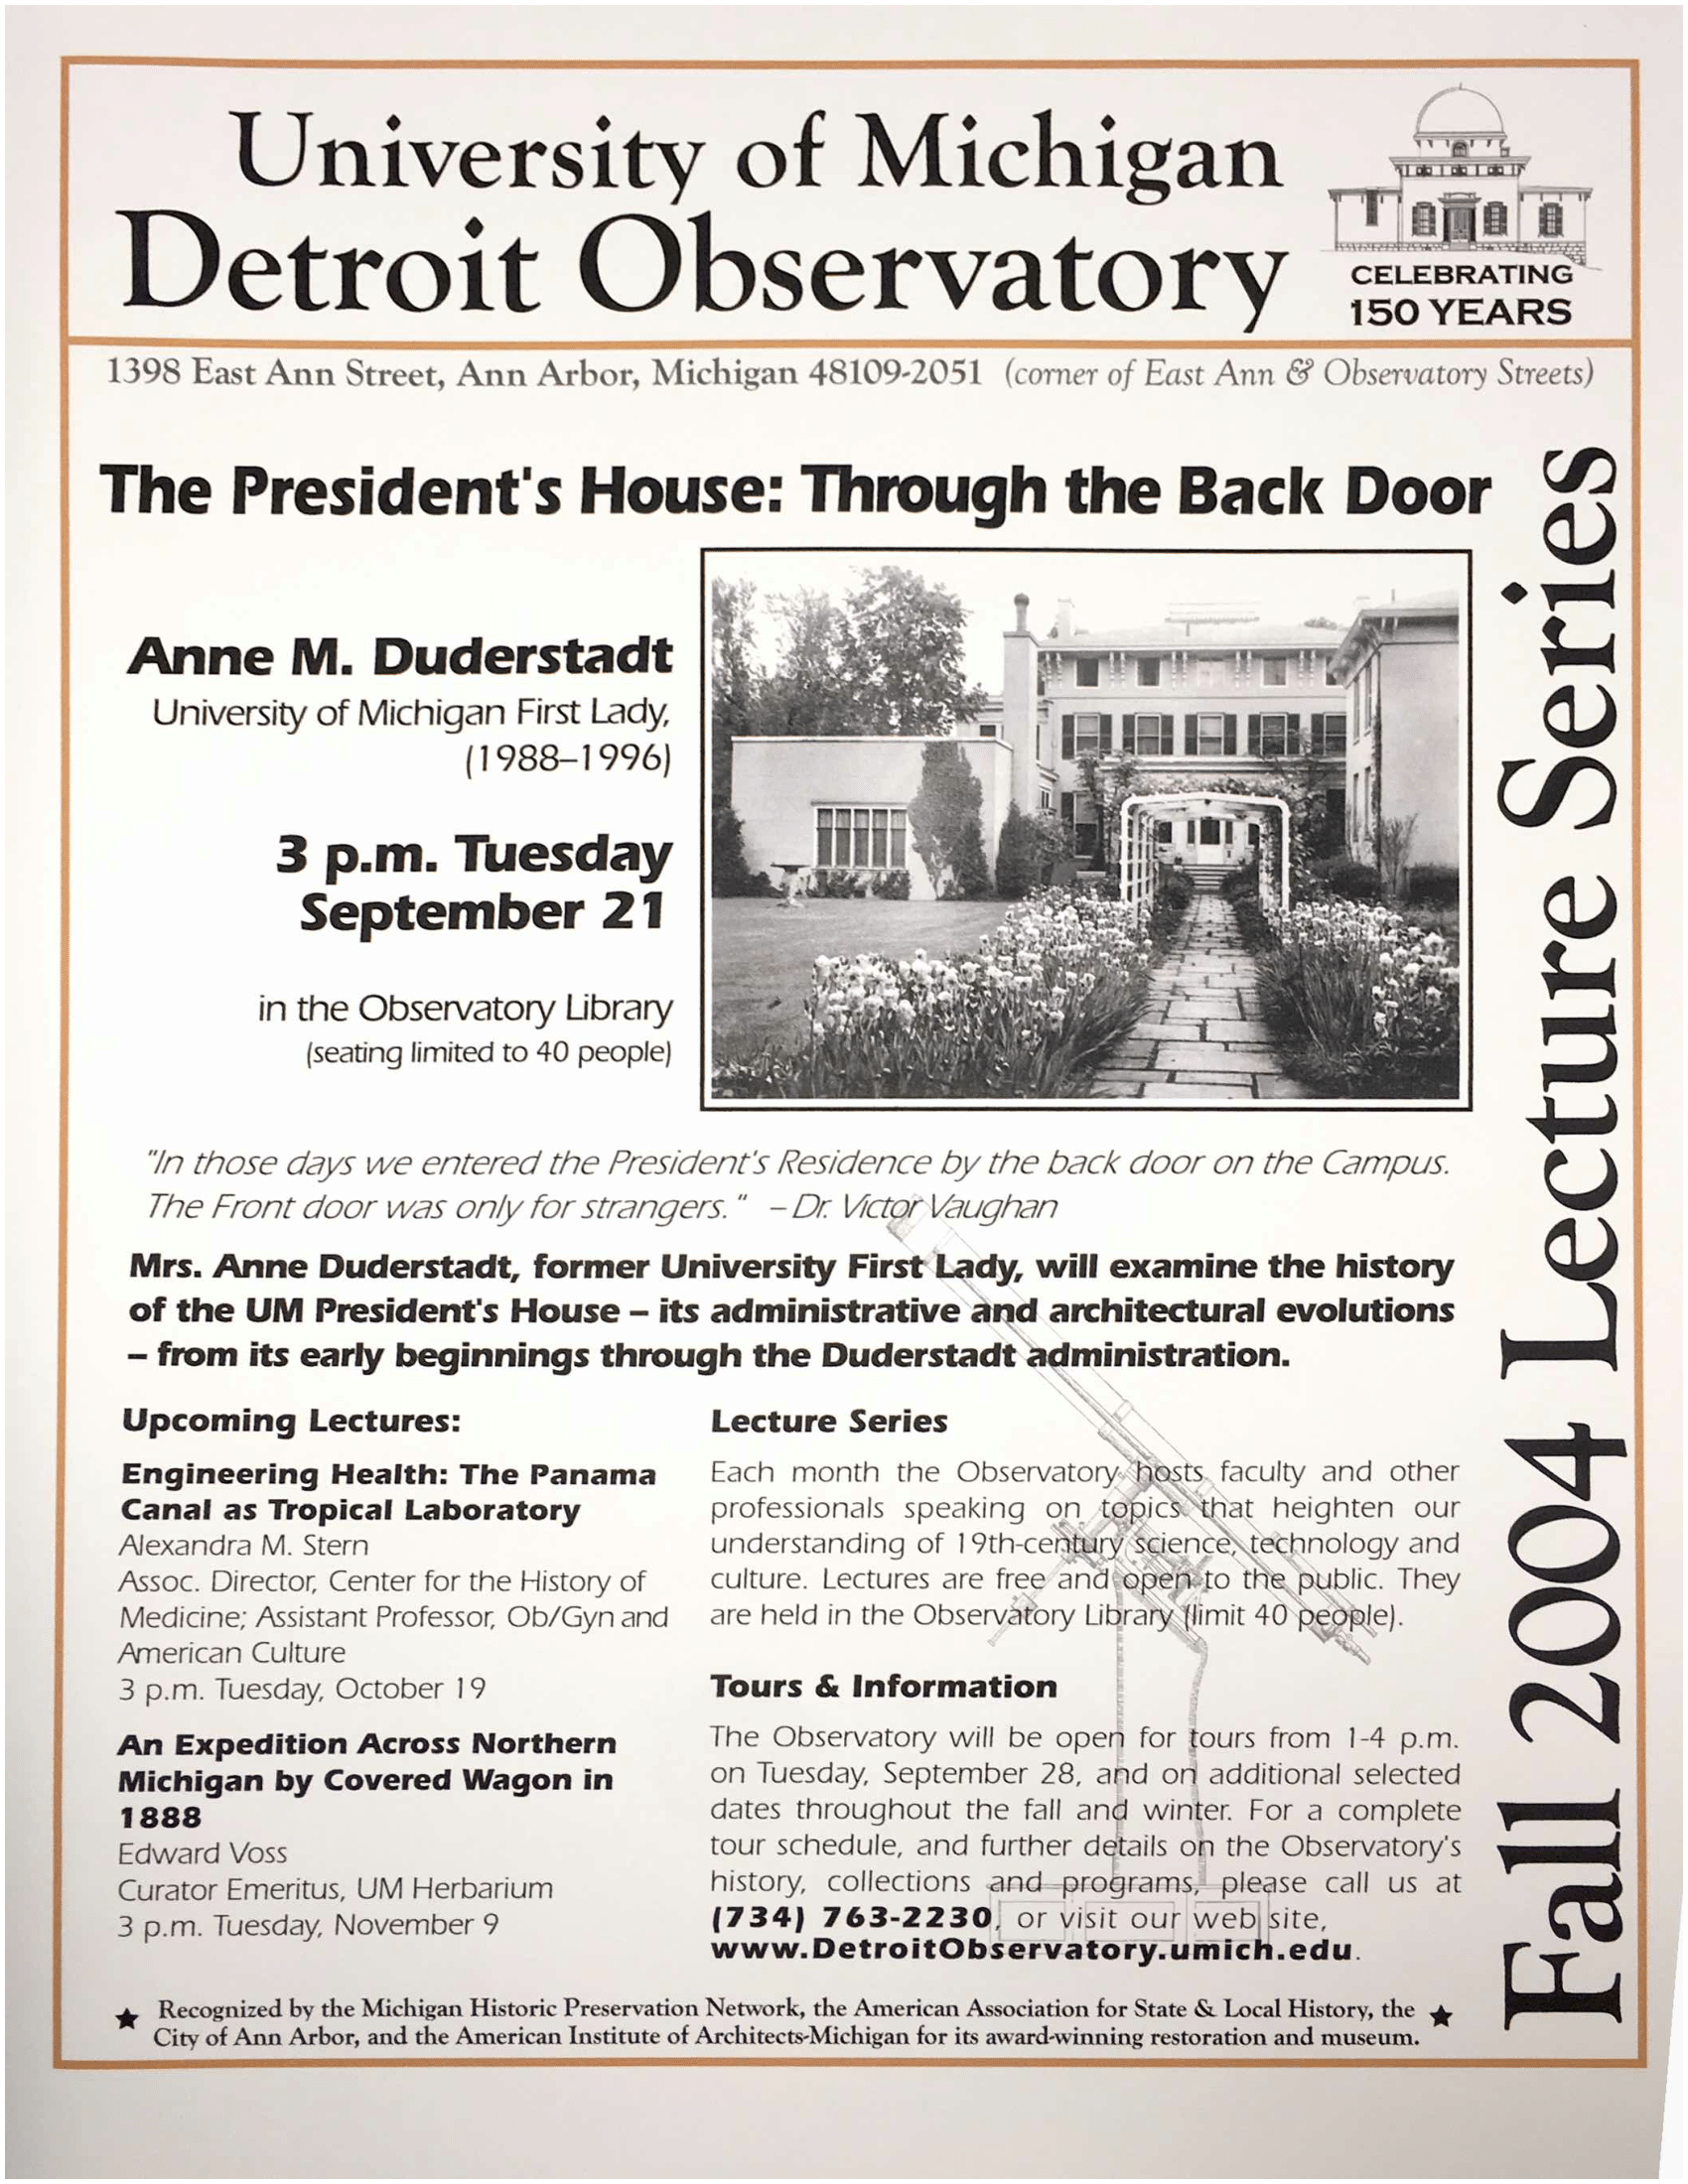 University of Michigan
Detroit Observatory
CELEBRATING
150 YEARS
1398 East Ann Street, Ann Arbor, Michigan 48109-2051 (corner of East Ann & Observatory Streets)
The President's House: Through the Back Door
Anne M. Duderstadt
University of Michigan First Lady,
(1988–1996)
3 p.m. Tuesday
September 21
in the Observatory Library
(seating limited to 40 people)
"In those days we entered the President's Residence by the back door on the Campus.
The Front door was only for strangers." – Dr. Victor Vaughan
Mrs. Anne Duderstadt, former University First Lady, will examine the history
of the UM President's House – its administrative and architectural evolutions
– from its early beginnings through the Duderstadt administration.
Upcoming Lectures:
Engineering Health: The Panama
Canal as Tropical Laboratory
Alexandra M. Stern
Assoc. Director, Center for the History of
Medicine; Assistant Professor, Ob/Gyn and
American Culture
3 p.m. Tuesday, October 19
An Expedition Across Northern
Michigan by Covered Wagon in
1888
Edward Voss
Curator Emeritus, UM Herbarium
3 p.m. Tuesday, November 9
Lecture Series
Each month the Observatory hosts faculty and other
professionals speaking on topics that heighten our
understanding of 19th-century science, technology and
culture. Lectures are free and open to the public. They
are held in the Observatory Library (limit 40 people).
Tours & Information
The Observatory will be open for tours from 1-4 p.m.
on Tuesday, September 28, and on additional selected
dates throughout the fall and winter. For a complete
tour schedule, and further details on the Observatory's
history, collections and programs, please call us at
(734) 763-2230, or visit our web site,
www.DetroitObservatory.umich.edu.
Fall 2004 Lecture Series
★ Recognized by the Michigan Historic Preservation Network, the American Association for State & Local History, the ★
City of Ann Arbor, and the American Institute of Architects-Michigan for its award-winning restoration and museum.